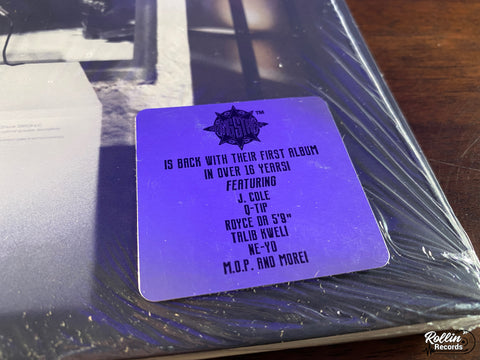 ™
IS BACK WITH THEIR FIRST ALBUM
IN OVER 16 YEARS!
FEATURING
J. COLE
Q-TIP
ROYCE DA 5'9"
TALIB KWELI
NE-YO
M.O.P. AND MORE!
Rollin'
Records